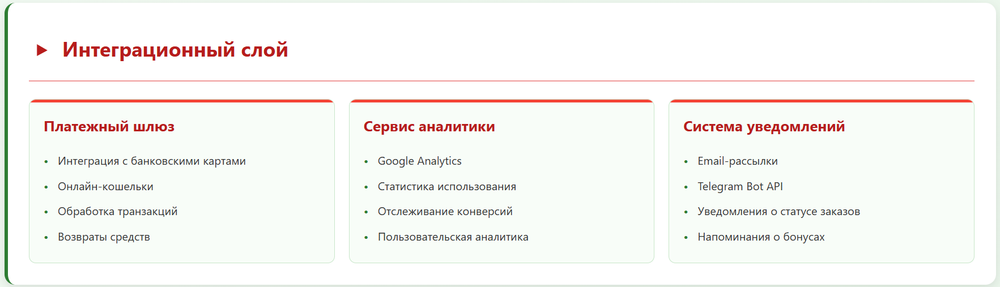 Интеграционный слой
Платежный шлюз
• Интеграция с банковскими картами
• Онлайн-кошельки
• Обработка транзакций
• Возвраты средств
Сервис аналитики
• Google Analytics
• Статистика использования
• Отслеживание конверсий
• Пользовательская аналитика
Система уведомлений
• Email-рассылки
• Telegram Bot API
• Уведомления о статусе заказов
• Напоминания о бонусах